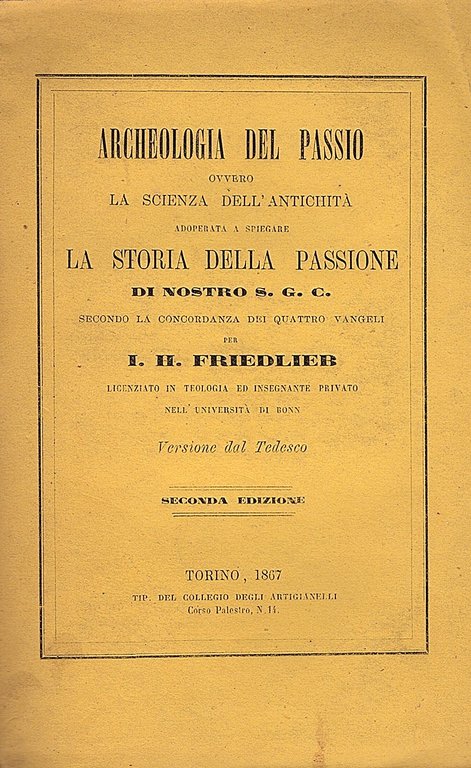 ARCHEOLOGIA DEL PASSIO
OVVERO
LA SCIENZA DELL'ANTICHITÀ
ADOPERATA A SPIEGARE
LA STORIA DELLA PASSIONE
DI NOSTRO S. G. C.
SECONDO LA CONCORDANZA DEI QUATTRO VANGELI
PER
I. H. FRIEDLIEB
LICENZIATO IN TEOLOGIA ED INSEGNANTE PRIVATO
NELL'UNIVERSITÀ DI BONN
Versione dal Tedesco
SECONDA EDIZIONE
TORINO, 1867
TIP. DEL COLLEGIO DEGLI ARTIGIANELLI
Corso Palestro, N. 14.